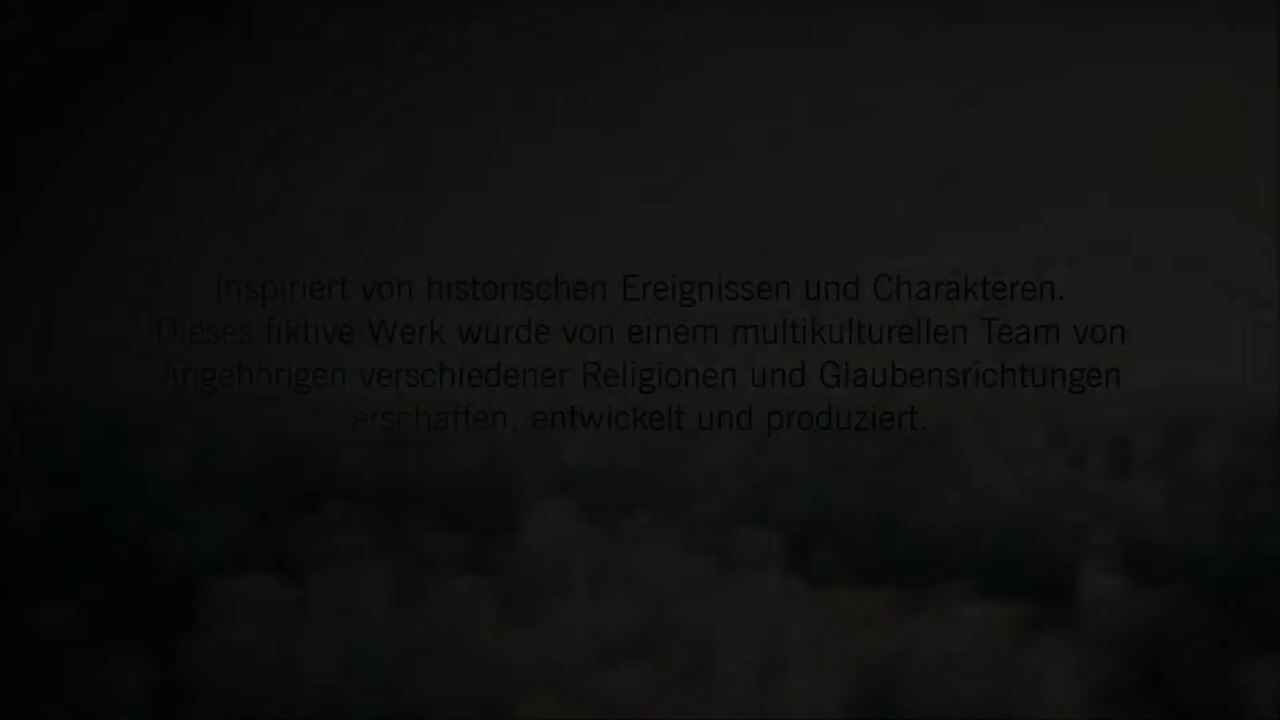 Inspiriert von historischen Ereignissen und Charakteren.
Dieses fiktive Werk wurde von einem multikulturellen Team von
Angehörigen verschiedener Religionen und Glaubensrichtungen
erschaffen, entwickelt und produziert.